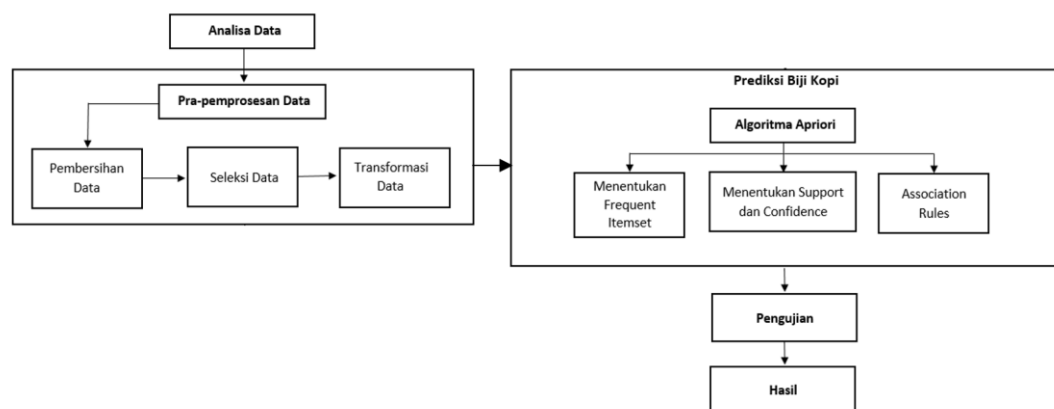 Analisa Data
Pra-pemprosesan Data
Pembersihan
Data
Seleksi Data
Transformasi
Data
Prediksi Biji Kopi
Algoritma Apriori
Menentukan
Frequent
Itemset
Menentukan Support
dan Confidence
Association
Rules
Pengujian
Hasil